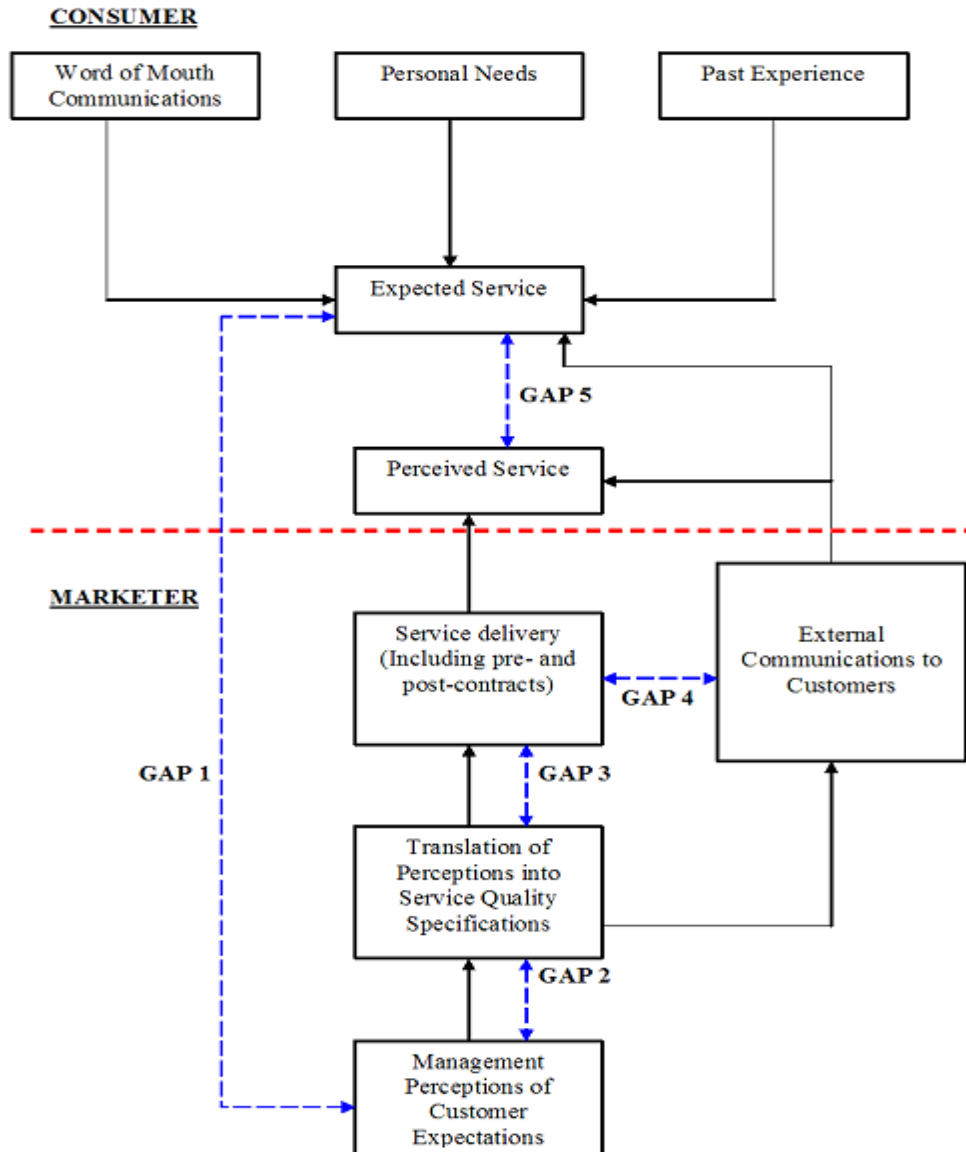 CONSUMER
Word of Mouth
Communications
Personal Needs
Past Experience
Expected Service
GAP 5
Perceived Service
MARKETER
Service delivery
(Including pre- and
post-contracts)
External
Communications to
Customers
GAP 4
GAP 1
GAP 3
Translation of
Perceptions into
Service Quality
Specifications
GAP 2
Management
Perceptions of
Customer
Expectations